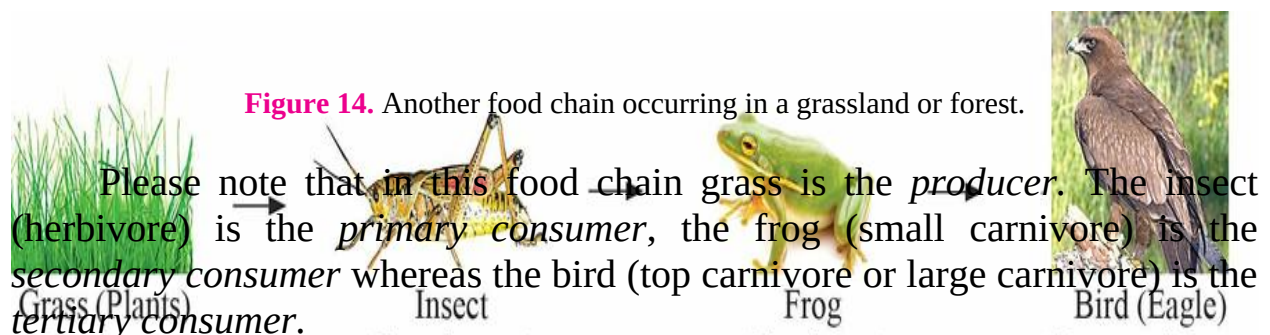 Figure 14. Another food chain occurring in a grassland or forest.
Please note that in this food chain grass is the producer. The insect
(herbivore) is the primary consumer, the frog (small carnivore) is the
secondary consumer whereas the bird (top carnivore or large carnivore) is the
Grass (Plants) Insect Frog Bird (Eagle)
tertiary consumer.